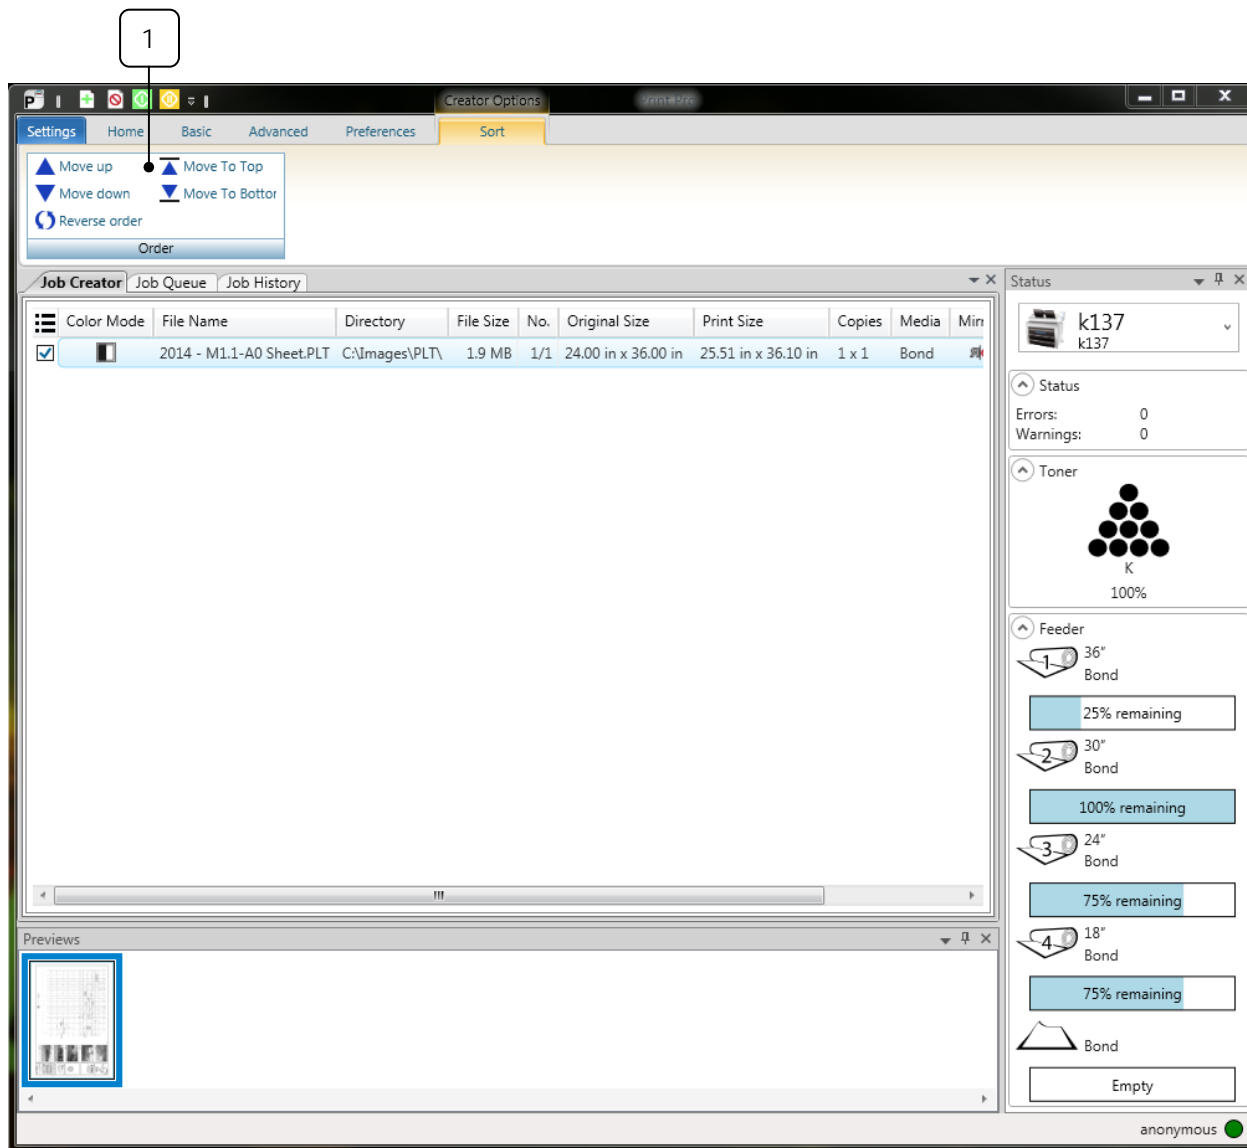 1
Creator Options Print Pro
Settings Home Basic Advanced Preferences Sort
Move up Move To Top
Move down Move To Bottor
Reverse order
Order
Job Creator Job Queue Job History
Color Mode File Name Directory File Size No. Original Size Print Size Copies Media Mirr
2014 - M1.1-A0 Sheet.PLT C:\Images\PLT\ 1.9 MB 1/1 24.00 in x 36.00 in 25.51 in x 36.10 in 1 x 1 Bond
Previews
Status
k137
k137
Status
Errors: 0
Warnings: 0
Toner
K
100%
Feeder
1
36"
Bond
25% remaining
2
30"
Bond
100% remaining
3
24"
Bond
75% remaining
4
18"
Bond
75% remaining
Bond
Empty
anonymous